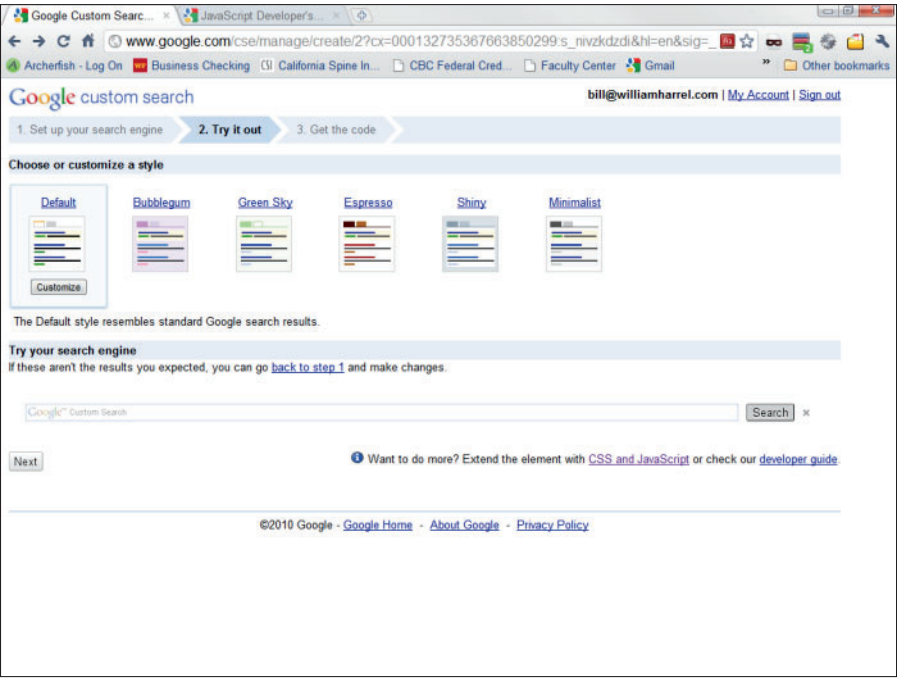 Google Custom Searc... × JavaScript Developer's... ×
www.google.com/cse/manage/create/2?cx=000132735367663850299:s_nivzkdzdi&hl=en&sig=_
Archerfish - Log On Business Checking California Spine In... CBC Federal Cred... Faculty Center Gmail » Other bookmarks
Google custom search bill@williamharrel.com | My Account | Sign out
1. Set up your search engine 2. Try it out 3. Get the code
Choose or customize a style
Default Bubblegum Green Sky Espresso Shiny Minimalist
Customize
The Default style resembles standard Google search results.
Try your search engine
If these aren't the results you expected, you can go back to step 1 and make changes.
Google™ Custom Search Search ×
Next Want to do more? Extend the element with CSS and JavaScript or check our developer guide.
©2010 Google - Google Home - About Google - Privacy Policy